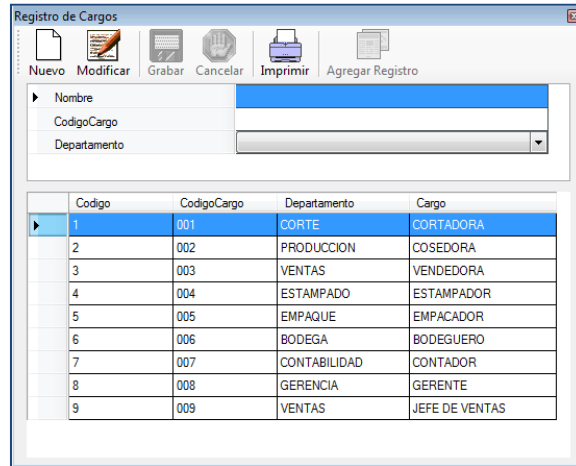 Registro de Cargos
Nuevo Modificar Grabar Cancelar Imprimir Agregar Registro
Nombre
CodigoCargo
Departamento
Codigo CodigoCargo Departamento Cargo
1 001 CORTE CORTADORA
2 002 PRODUCCION COSEDORA
3 003 VENTAS VENDEDORA
4 004 ESTAMPADO ESTAMPADOR
5 005 EMPAQUE EMPACADOR
6 006 BODEGA BODEGUERO
7 007 CONTABILIDAD CONTADOR
8 008 GERENCIA GERENTE
9 009 VENTAS JEFE DE VENTAS